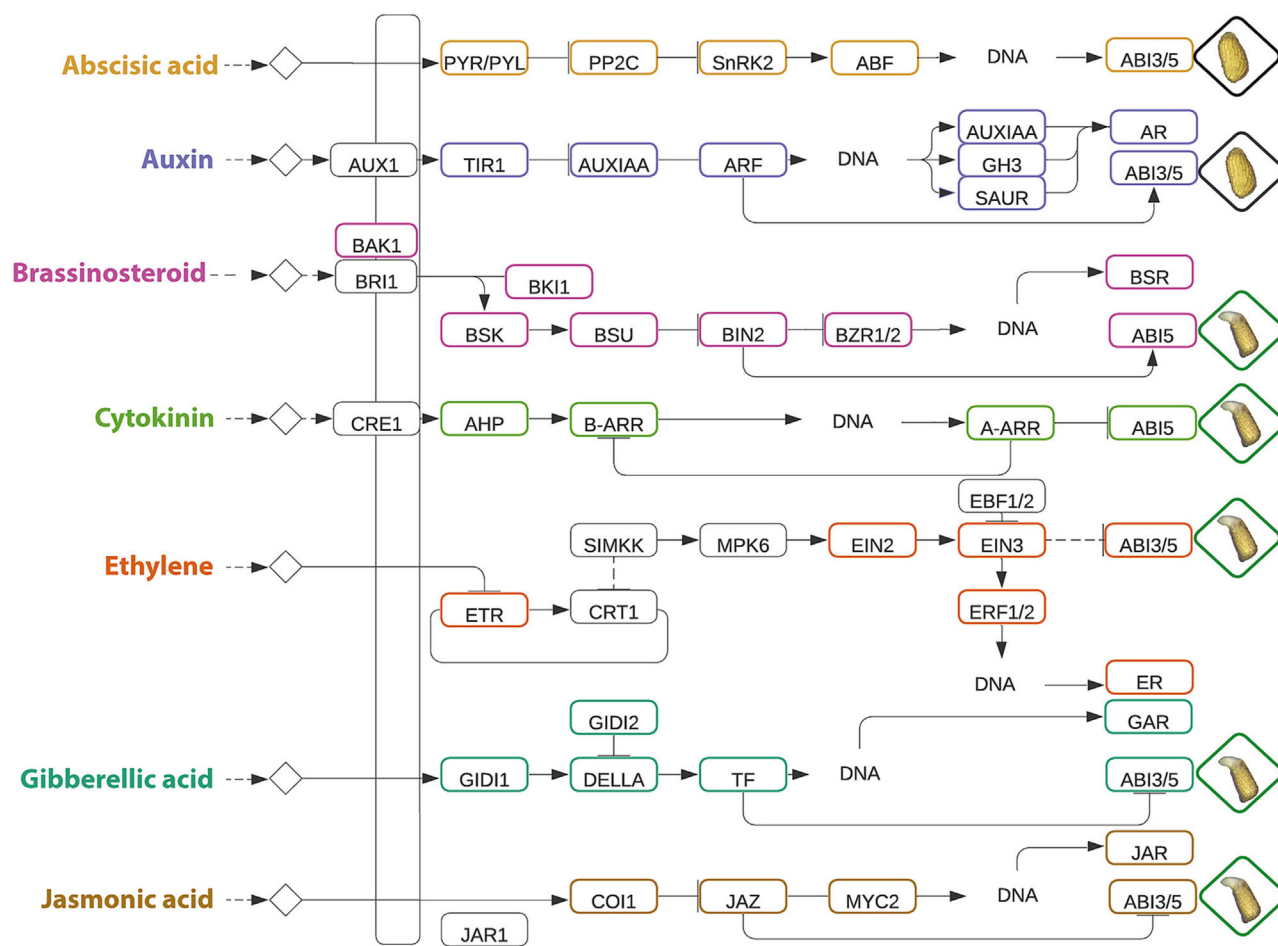 Abscisic acid
PYR/PYL
PP2C
SnRK2
ABF
DNA
ABI3/5
Auxin
AUX1
TIR1
AUXIAA
ARF
DNA
AUXIAA
GH3
SAUR
AR
ABI3/5
Brassinosteroid
BAK1
BRI1
BKI1
BSK
BSU
BIN2
BZR1/2
DNA
BSR
ABI5
Cytokinin
CRE1
AHP
B-ARR
DNA
A-ARR
ABI5
Ethylene
EBF1/2
SIMKK
MPK6
EIN2
EIN3
ABI3/5
ETR
CRT1
ERF1/2
DNA
ER
Gibberellic acid
GIDI2
GIDI1
DELLA
TF
DNA
GAR
ABI3/5
Jasmonic acid
JAR1
COI1
JAZ
MYC2
DNA
JAR
ABI3/5